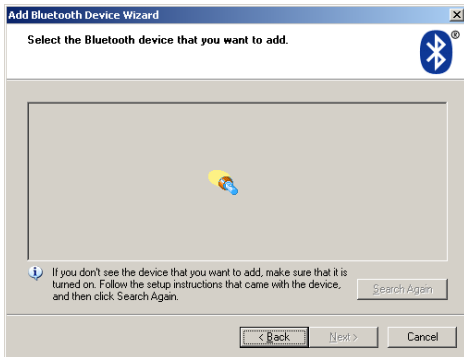 Add Bluetooth Device Wizard
Select the Bluetooth device that you want to add.
®
If you don't see the device that you want to add, make sure that it is
turned on. Follow the setup instructions that came with the device,
and then click Search Again.
Search Again
< Back
Next >
Cancel